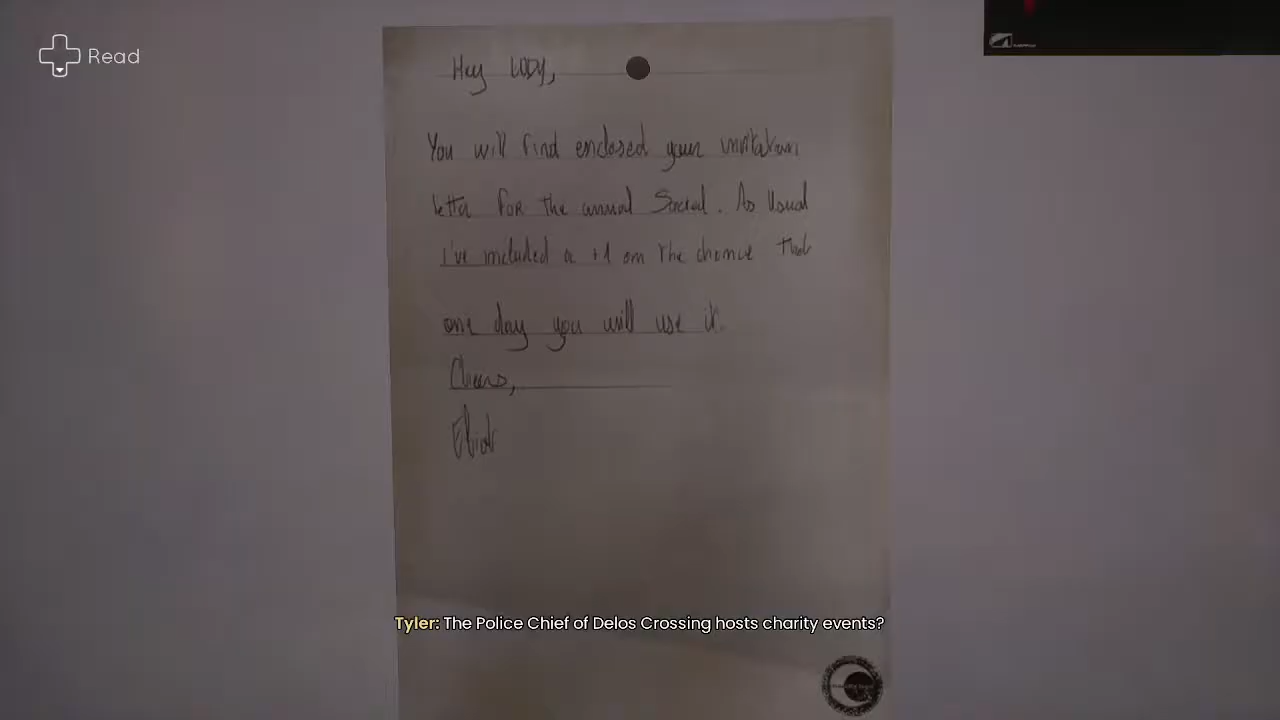 Read
Hey LUDY,
You will find enclosed your invitation
letter FOR the annual Social. As Usual
i've included a +1 on the chance that
one day you will use it.
Cheers,
Eliot
Tyler: The Police Chief of Delos Crossing hosts charity events?